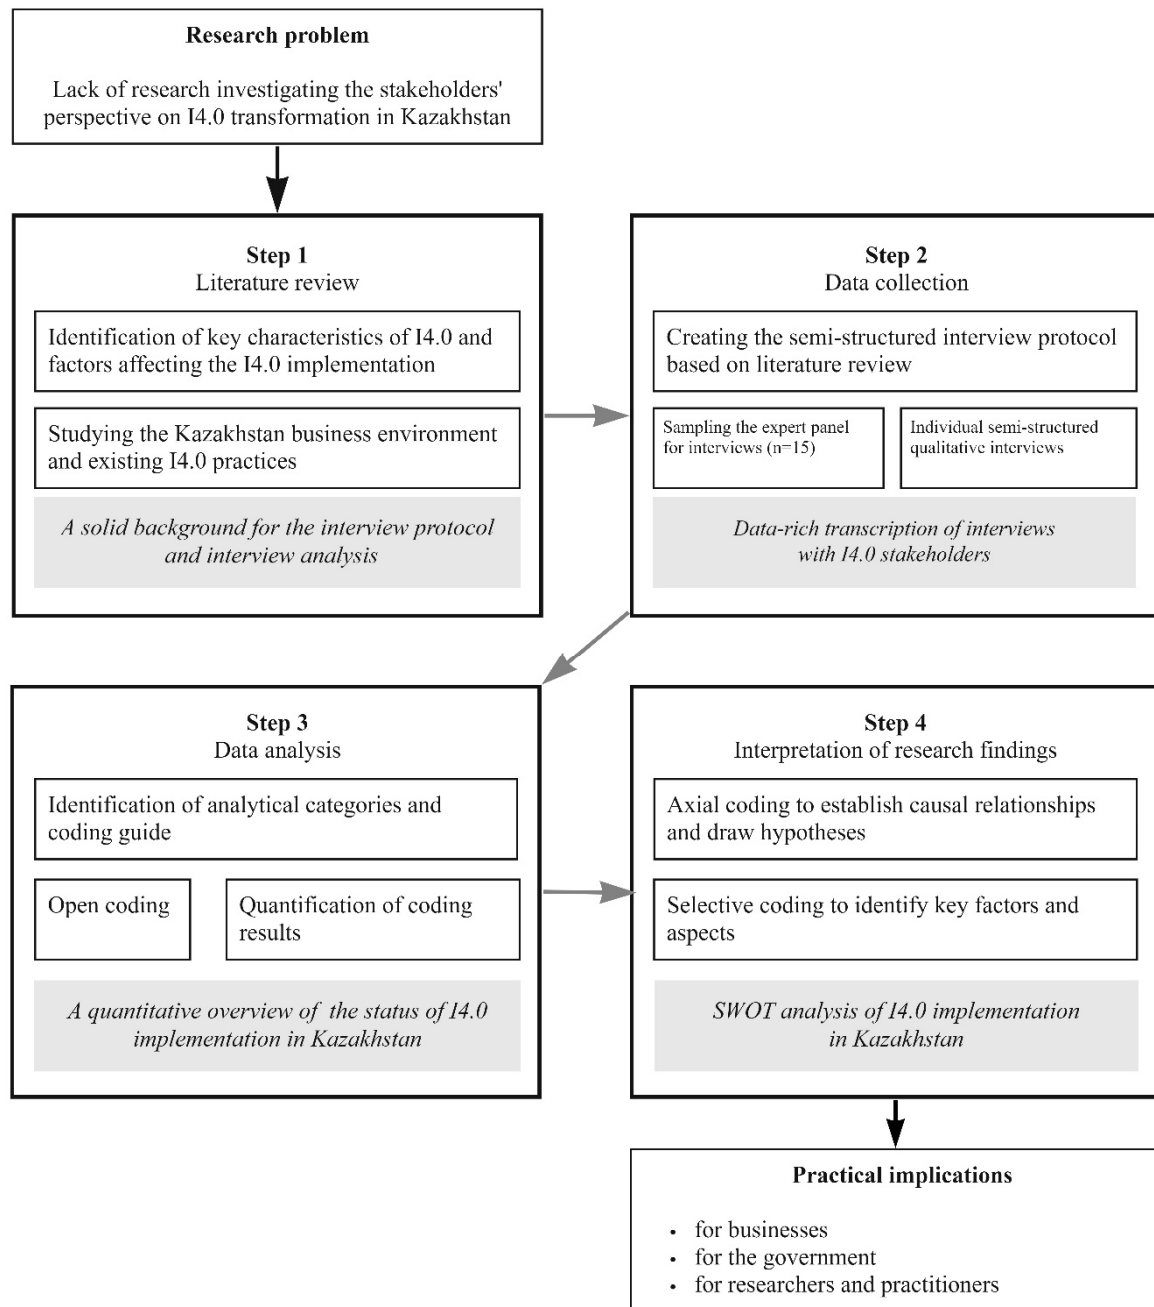 Research problem
Lack of research investigating the stakeholders'
perspective on I4.0 transformation in Kazakhstan
Step 1
Literature review
Identification of key characteristics of I4.0 and
factors affecting the I4.0 implementation
Studying the Kazakhstan business environment
and existing I4.0 practices
A solid background for the interview protocol
and interview analysis
Step 2
Data collection
Creating the semi-structured interview protocol
based on literature review
Sampling the expert panel
for interviews (n=15)
Individual semi-structured
qualitative interviews
Data-rich transcription of interviews
with I4.0 stakeholders
Step 3
Data analysis
Identification of analytical categories and
coding guide
Open coding
Quantification of coding
results
A quantitative overview of the status of I4.0
implementation in Kazakhstan
Step 4
Interpretation of research findings
Axial coding to establish causal relationships
and draw hypotheses
Selective coding to identify key factors and
aspects
SWOT analysis of I4.0 implementation
in Kazakhstan
Practical implications
• for businesses
• for the government
• for researchers and practitioners